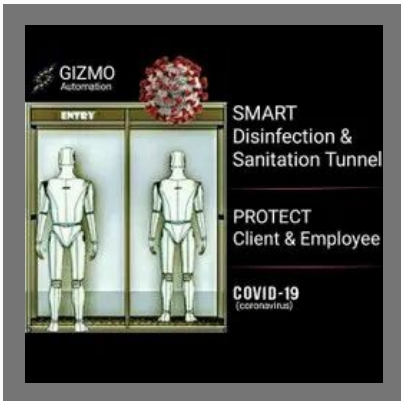 GIZMO
Automation
ENTRY
SMART
Disinfection &
Sanitation Tunnel
PROTECT
Client & Employee
COVID-19
(coronavirus)